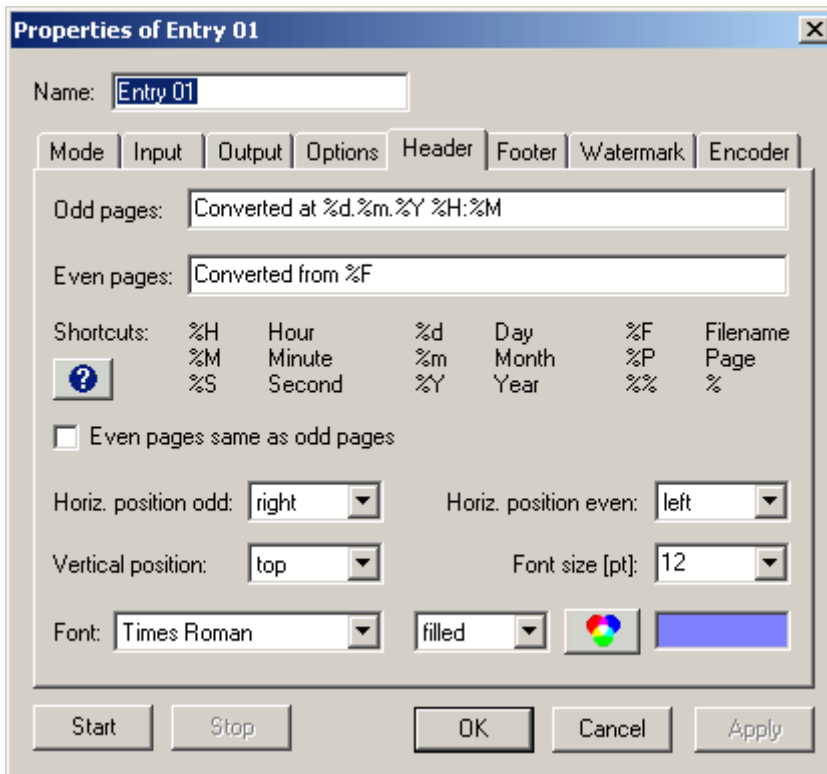 Properties of Entry 01
Name: Entry 01
Mode Input Output Options Header Footer Watermark Encoder
Odd pages: Converted at %d.%m.%Y %H:%M
Even pages: Converted from %F
Shortcuts: %H Hour %d Day %F Filename
%M Minute %m Month %P Page
%S Second %Y Year %% %
Even pages same as odd pages
Horiz. position odd: right Horiz. position even: left
Vertical position: top Font size [pt]: 12
Font: Times Roman filled
Start Stop OK Cancel Apply